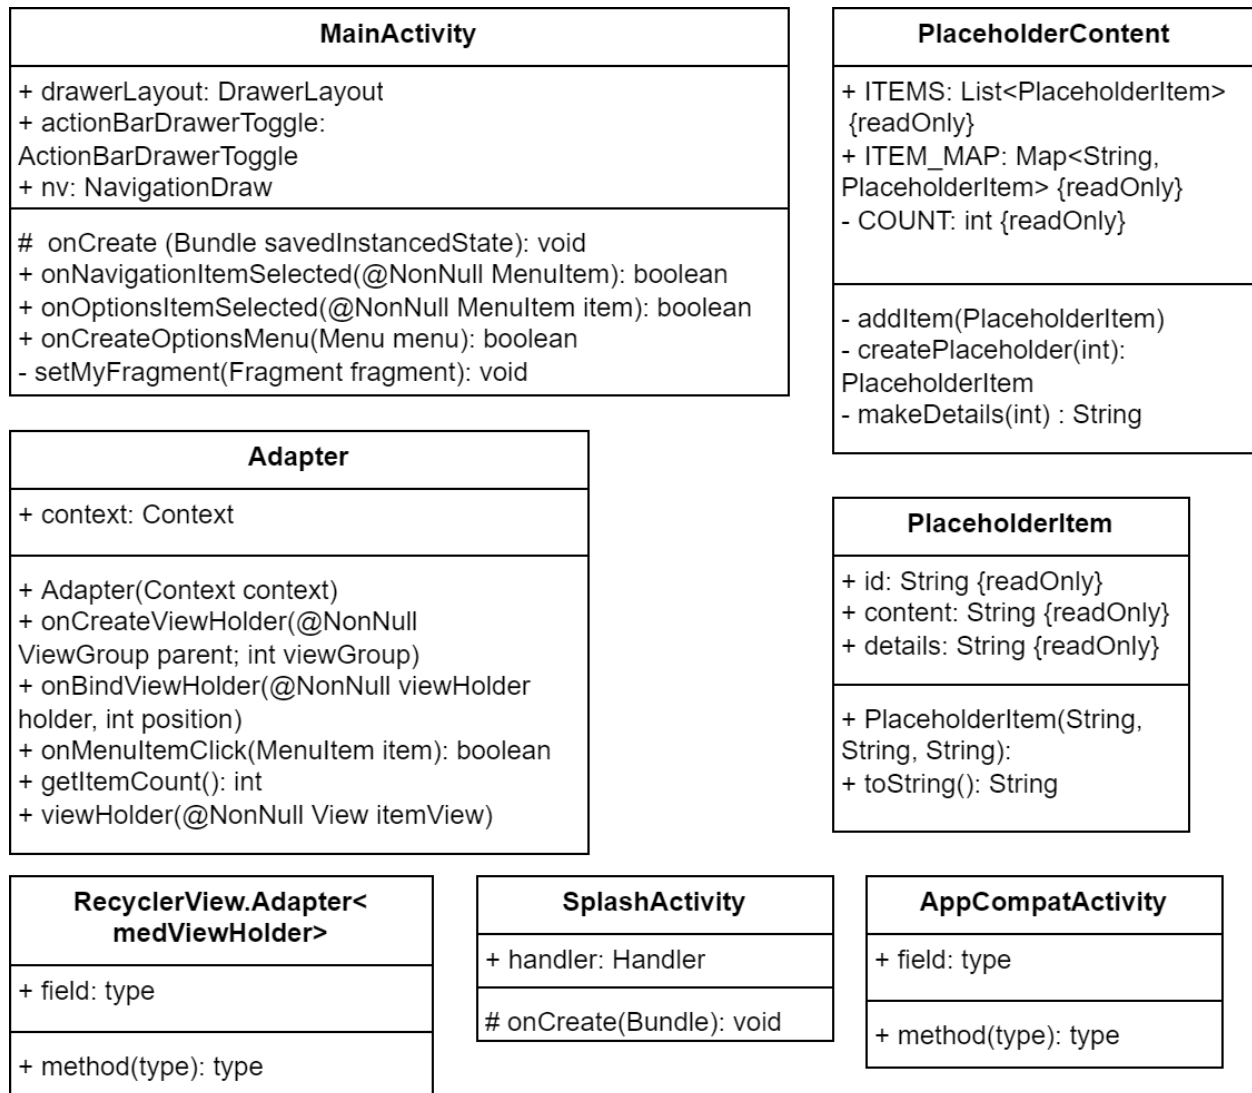 MainActivity
+ drawerLayout: DrawerLayout
+ actionBarDrawerToggle:
ActionBarDrawerToggle
+ nv: NavigationDraw
#  onCreate (Bundle savedInstancedState): void
+ onNavigationItemSelected(@NonNull MenuItem): boolean
+ onOptionsItemSelected(@NonNull MenuItem item): boolean
+ onCreateOptionsMenu(Menu menu): boolean
- setMyFragment(Fragment fragment): void
PlaceholderContent
+ ITEMS: List<PlaceholderItem>
{readOnly}
+ ITEM_MAP: Map<String,
PlaceholderItem> {readOnly}
- COUNT: int {readOnly}
- addItem(PlaceholderItem)
- createPlaceholder(int):
PlaceholderItem
- makeDetails(int) : String
Adapter
+ context: Context
+ Adapter(Context context)
+ onCreateViewHolder(@NonNull
ViewGroup parent; int viewGroup)
+ onBindViewHolder(@NonNull viewHolder
holder, int position)
+ onMenuItemClick(MenuItem item): boolean
+ getItemCount(): int
+ viewHolder(@NonNull View itemView)
PlaceholderItem
+ id: String {readOnly}
+ content: String {readOnly}
+ details: String {readOnly}
+ PlaceholderItem(String,
String, String):
+ toString(): String
RecyclerView.Adapter<
medViewHolder>
+ field: type
+ method(type): type
SplashActivity
+ handler: Handler
# onCreate(Bundle): void
AppCompatActivity
+ field: type
+ method(type): type